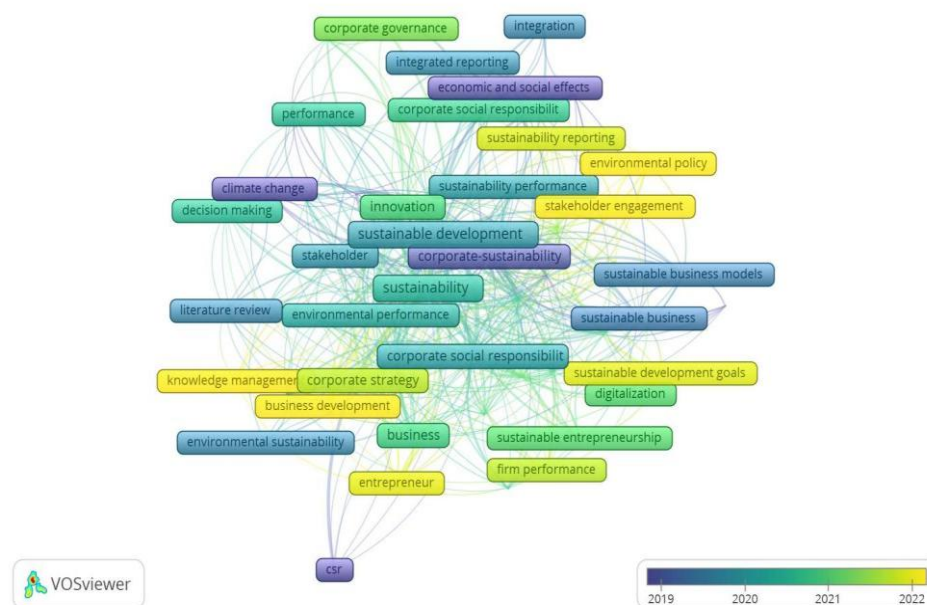 corporate governance
integration
integrated reporting
economic and social effects
performance
corporate social responsibilit
sustainability reporting
environmental policy
climate change
sustainability performance
decision making
innovation
stakeholder engagement
sustainable development
stakeholder
corporate-sustainability
sustainable business models
sustainability
literature review
environmental performance
sustainable business
corporate social responsibilit
knowledge managemen
corporate strategy
sustainable development goals
business development
digitalization
environmental sustainability
business
sustainable entrepreneurship
firm performance
entrepreneur
csr
VOSviewer
2019 2020 2021 2022